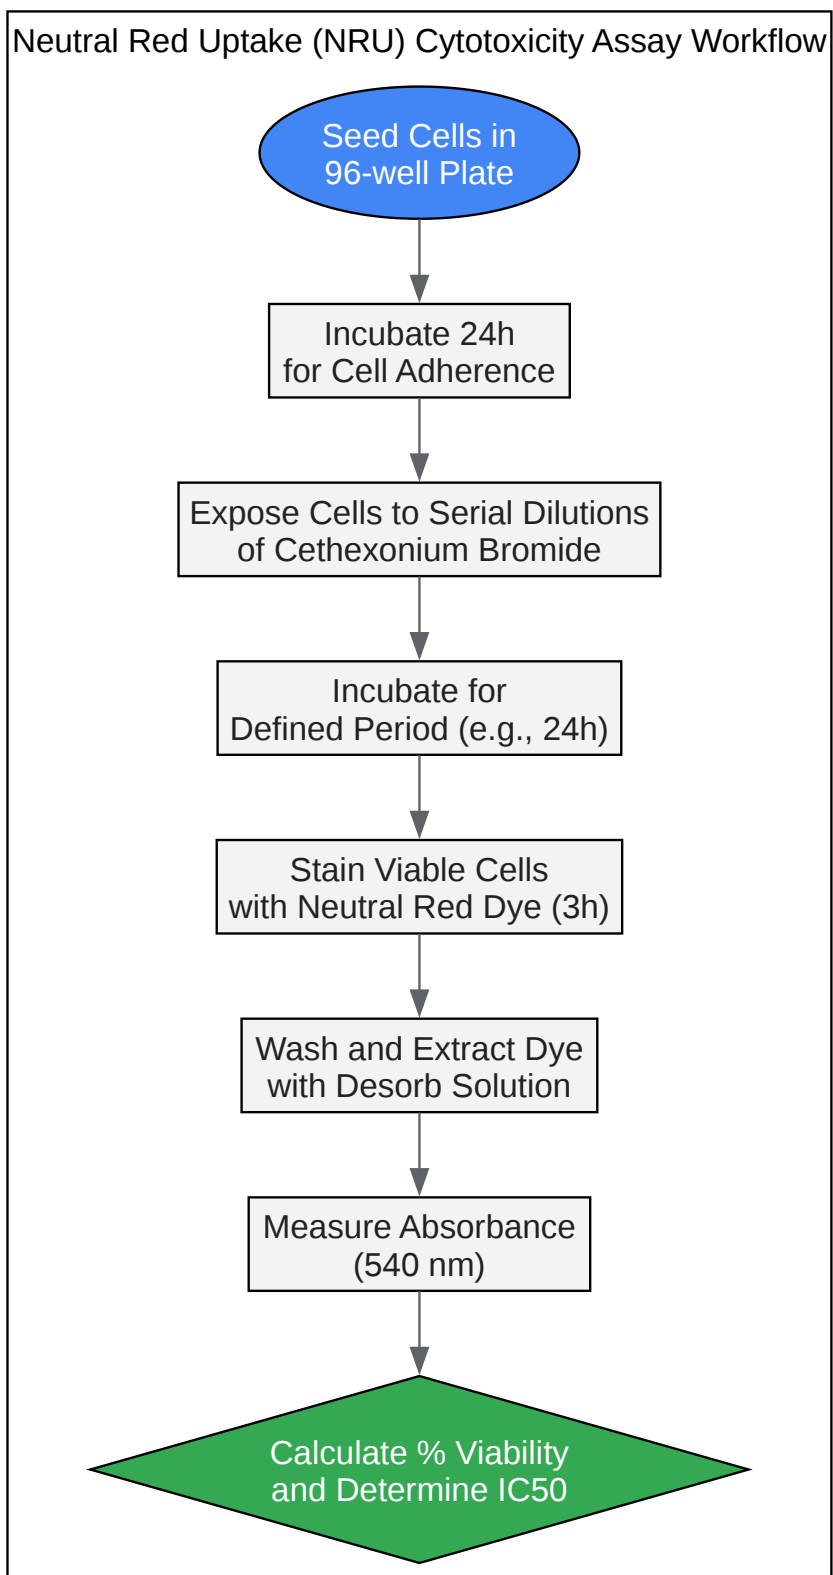 Neutral Red Uptake (NRU) Cytotoxicity Assay Workflow
Seed Cells in
96-well Plate
Incubate 24h
for Cell Adherence
Expose Cells to Serial Dilutions
of Cethexonium Bromide
Incubate for
Defined Period (e.g., 24h)
Stain Viable Cells
with Neutral Red Dye (3h)
Wash and Extract Dye
with Desorb Solution
Measure Absorbance
(540 nm)
Calculate % Viability
and Determine IC50